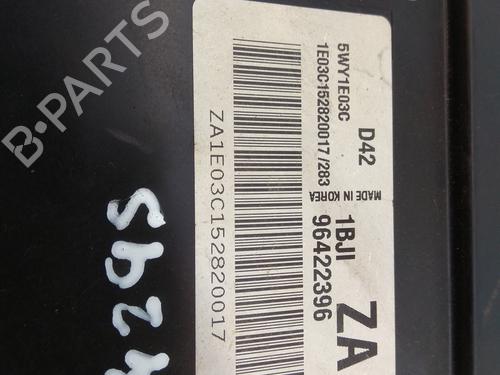 B-PARTS
5WY1E03C D42
1E03C152820017/283
MADE IN KOREA
1BJI
96422396
ZA
ZA1E03C152820017